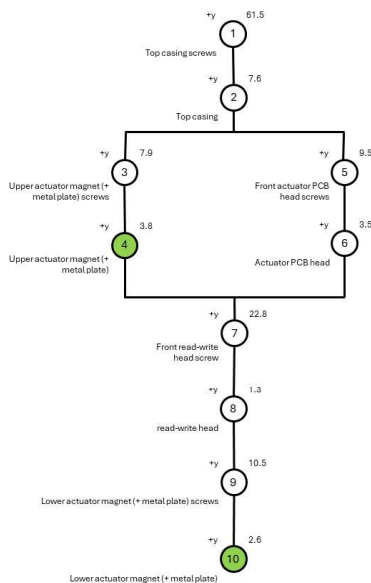 +y 61.5
1
Top casing screws
+y 7.6
2
Top casing
+y 7.9
3
Upper actuator magnet (+
metal plate) screws
+y 9.5
5
Front actuator PCB
head screws
+y 3.8
4
Upper actuator magnet (+
metal plate)
+y 3.5
6
Actuator PCB head
+y 22.8
7
Front read-write
head screw
+y 1.3
8
read-write head
+y 10.5
9
Lower actuator magnet (+ metal plate) screws
+y 2.6
10
Lower actuator magnet (+ metal plate)